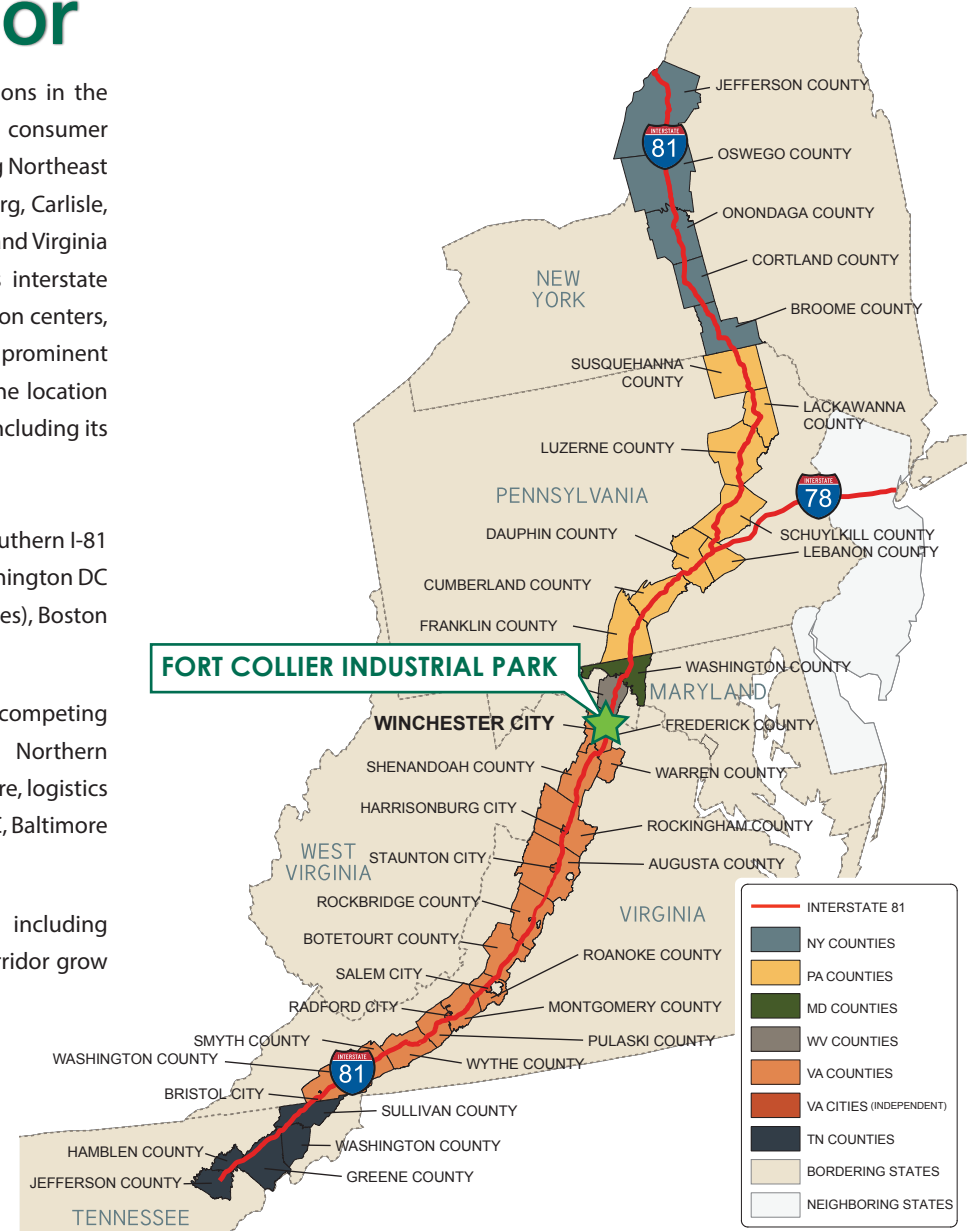 or
ons in the
consumer
g Northeast
rg, Carlisle,
and Virginia
interstate
on centers,
prominent
he location
ncluding its
uthern I-81
hington DC
es), Boston
competing
Northern
re, logistics
, Baltimore
including
rridor grow
JEFFERSON COUNTY
INTERSTATE
81
OSWEGO COUNTY
ONONDAGA COUNTY
CORTLAND COUNTY
NEW
YORK
BROOME COUNTY
SUSQUEHANNA
COUNTY
LACKAWANNA
COUNTY
LUZERNE COUNTY
INTERSTATE
78
PENNSYLVANIA
DAUPHIN COUNTY
SCHUYLKILL COUNTY
LEBANON COUNTY
CUMBERLAND COUNTY
FRANKLIN COUNTY
FORT COLLIER INDUSTRIAL PARK
WASHINGTON COUNTY
MARYLAND
WINCHESTER CITY
FREDERICK COUNTY
SHENANDOAH COUNTY
WARREN COUNTY
HARRISONBURG CITY
ROCKINGHAM COUNTY
WEST
VIRGINIA
STAUNTON CITY
AUGUSTA COUNTY
ROCKBRIDGE COUNTY
VIRGINIA
BOTETOURT COUNTY
ROANOKE COUNTY
SALEM CITY
RADFORD CITY
MONTGOMERY COUNTY
SMYTH COUNTY
PULASKI COUNTY
WASHINGTON COUNTY
WYTHE COUNTY
INTERSTATE
81
BRISTOL CITY
SULLIVAN COUNTY
HAMBLEN COUNTY
WASHINGTON COUNTY
JEFFERSON COUNTY
GREENE COUNTY
TENNESSEE
INTERSTATE 81
NY COUNTIES
PA COUNTIES
MD COUNTIES
WV COUNTIES
VA COUNTIES
VA CITIES (INDEPENDENT)
TN COUNTIES
BORDERING STATES
NEIGHBORING STATES